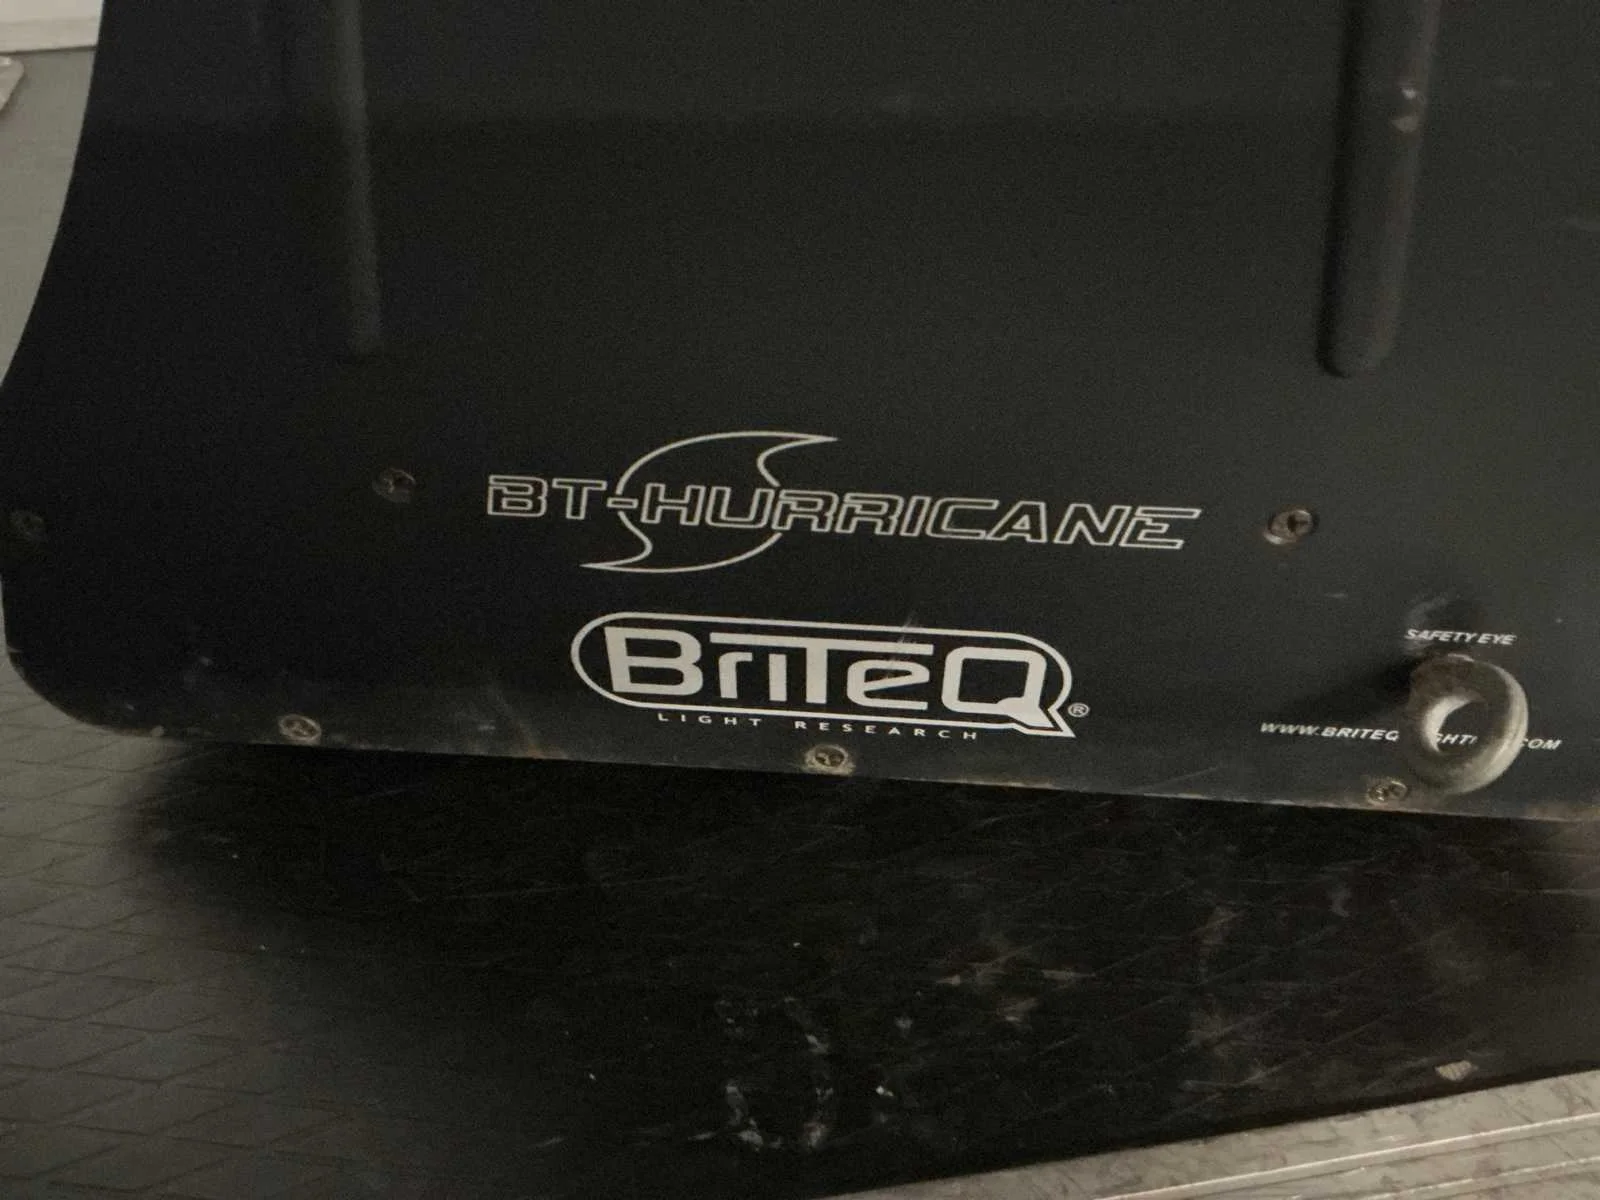 BT-HURRICANE
BriTeQ®
LIGHT RESEARCH
SAFETY EYE